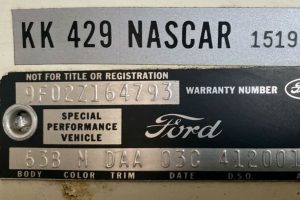 KK 429 NASCAR 1519
NOT FOR TITLE OR REGISTRATION
9F02Z164793 WARRANTY NUMBER
SPECIAL
PERFORMANCE
VEHICLE
Ford
63B M DAA 03G 412001
BODY COLOR TRIM DATE D.S.O.